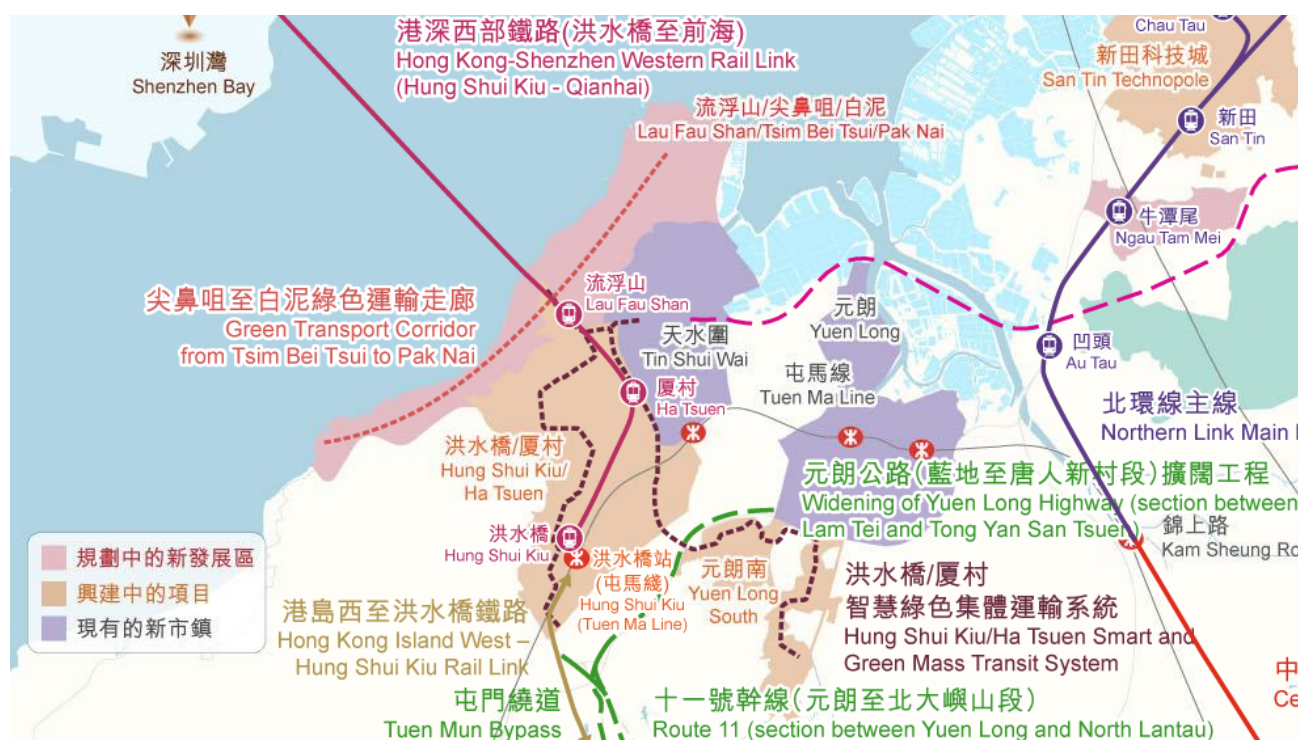 港深西部鐵路(洪水橋至前海)
Hong Kong-Shenzhen Western Rail Link
(Hung Shui Kiu - Qianhai)
深圳灣
Shenzhen Bay
Chau Tau
新田科技城
San Tin Technopole
流浮山/尖鼻咀/白泥
Lau Fau Shan/Tsim Bei Tsui/Pak Nai
新田
San Tin
牛潭尾
Ngau Tam Mei
尖鼻咀至白泥綠色運輸走廊
Green Transport Corridor
from Tsim Bei Tsui to Pak Nai
流浮山
Lau Fau Shan
天水圍
Tin Shui Wai
元朗
Yuen Long
凹頭
Au Tau
屯馬線
Tuen Ma Line
厦村
Ha Tsuen
北環線主線
Northern Link Main
洪水橋/厦村
Hung Shui Kiu/
Ha Tsuen
元朗公路(藍地至唐人新村段)擴闊工程
Widening of Yuen Long Highway (section between
Lam Tei and Tong Yan San Tsuen)
洪水橋
Hung Shui Kiu
錦上路
Kam Sheung Ro
規劃中的新發展區
興建中的項目
現有的新市鎮
洪水橋站
(屯馬綫)
Hung Shui Kiu
(Tuen Ma Line)
元朗南
Yuen Long
South
洪水橋/厦村
智慧綠色集體運輸系統
Hung Shui Kiu/Ha Tsuen Smart and
Green Mass Transit System
港島西至洪水橋鐵路
Hong Kong Island West –
Hung Shui Kiu Rail Link
中
Ce
屯門繞道
Tuen Mun Bypass
十一號幹線(元朗至北大嶼山段)
Route 11 (section between Yuen Long and North Lantau)